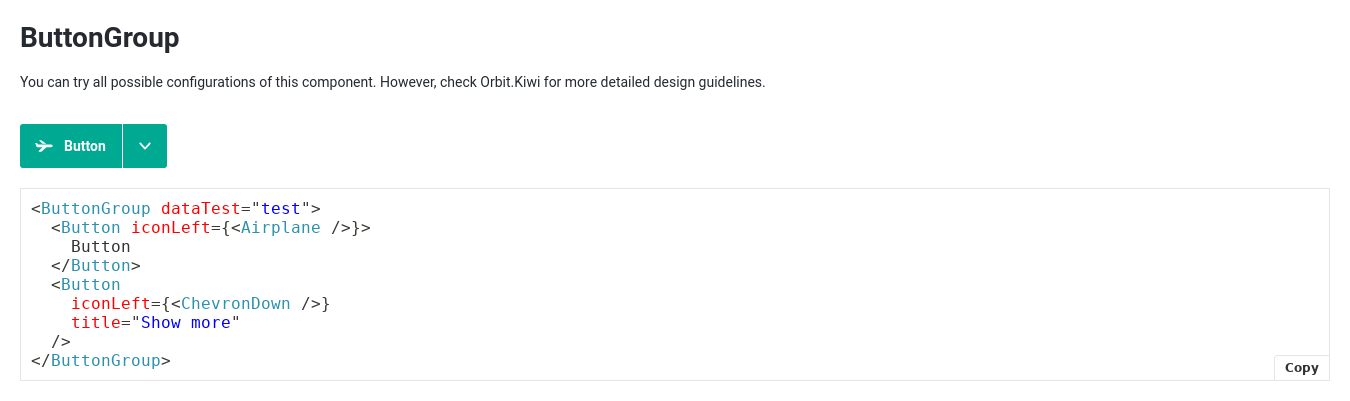 ButtonGroup
You can try all possible configurations of this component. However, check Orbit.Kiwi for more detailed design guidelines.
Button
<ButtonGroup dataTest="test">
  <Button iconLeft={<Airplane />}>
    Button
  </Button>
  <Button
    iconLeft={<ChevronDown />}
    title="Show more"
  />
</ButtonGroup>
Copy